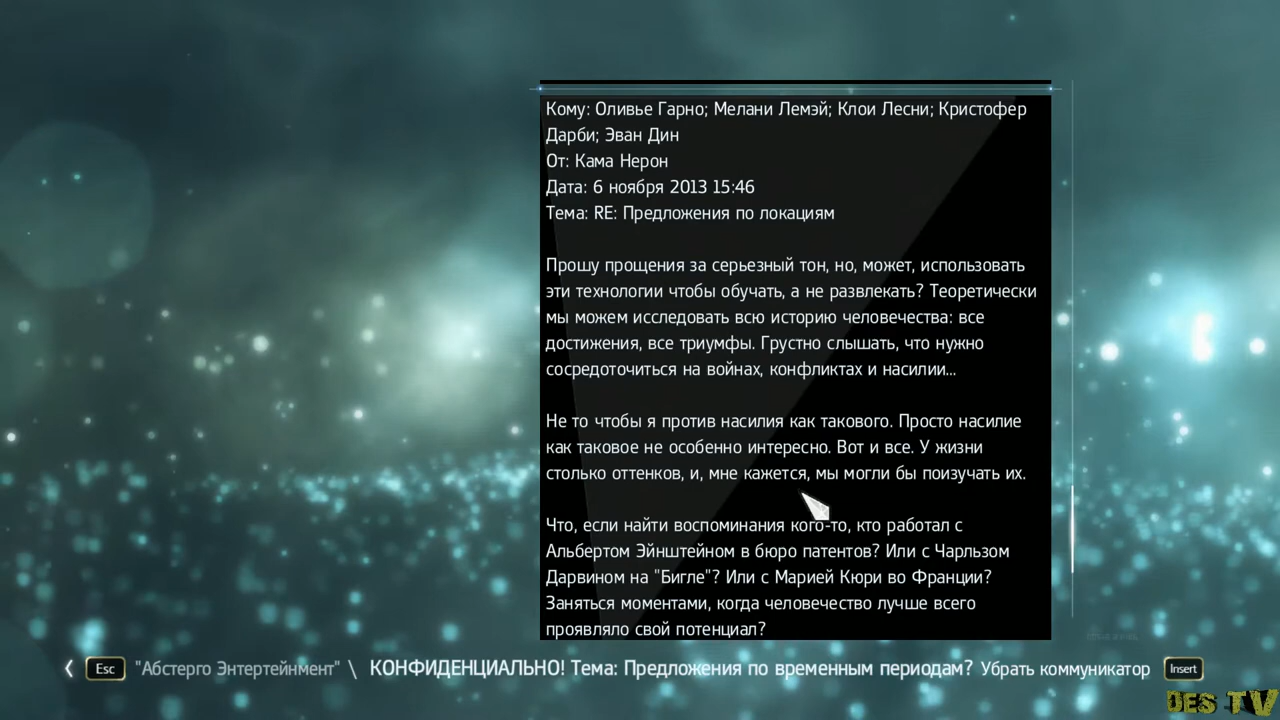 Кому: Оливье Гарно; Мелани Лемэй; Клои Лесни; Кристофер
Дарби; Эван Дин
От: Кама Нерон
Дата: 6 ноября 2013 15:46
Тема: RE: Предложения по локациям
Прошу прощения за серьезный тон, но, может, использовать
эти технологии чтобы обучать, а не развлекать? Теоретически
мы можем исследовать всю историю человечества: все
достижения, все триумфы. Грустно слышать, что нужно
сосредоточиться на войнах, конфликтах и насилии...
Не то чтобы я против насилия как такового. Просто насилие
как таковое не особенно интересно. Вот и все. У жизни
столько оттенков, и, мне кажется, мы могли бы поизучать их.
Что, если найти воспоминания кого-то, кто работал с
Альбертом Эйнштейном в бюро патентов? Или с Чарльзом
Дарвином на "Бигле"? Или с Марией Кюри во Франции?
Заняться моментами, когда человечество лучше всего
проявляло свой потенциал?
Esc "Абстерго Энтертейнмент" \ КОНФИДЕНЦИАЛЬНО! Тема: Предложения по временным периодам? Убрать коммуникатор Insert
DES TV